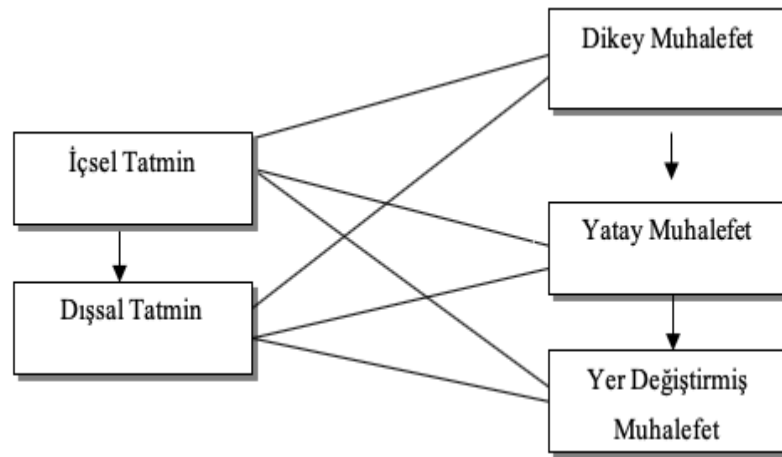 Dikey Muhalefet
İçsel Tatmin
Yatay Muhalefet
Dışsal Tatmin
Yer Değiştirmiş
Muhalefet